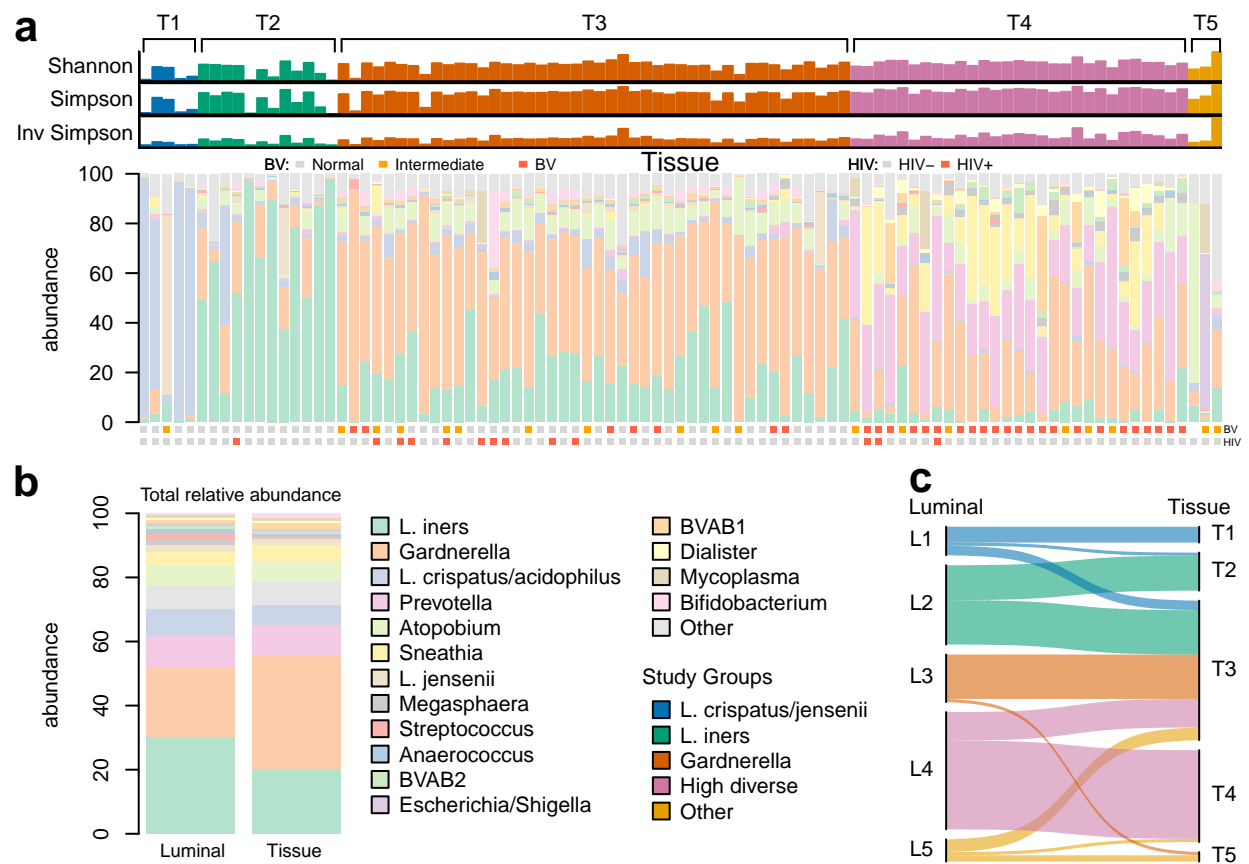 a
T1 T2 T3 T4 T5
Shannon
Simpson
Inv Simpson
BV: Normal Intermediate BV Tissue HIV: HIV− HIV+
100
80
60
40
20
0
abundance
BV
HIV
b
Total relative abundance
100
80
60
40
20
0
abundance
Luminal Tissue
L. iners
Gardnerella
L. crispatus/acidophilus
Prevotella
Atopobium
Sneathia
L. jensenii
Megasphaera
Streptococcus
Anaerococcus
BVAB2
Escherichia/Shigella
BVAB1
Dialister
Mycoplasma
Bifidobacterium
Other
Study Groups
L. crispatus/jensenii
L. iners
Gardnerella
High diverse
Other
c
Luminal Tissue
L1
L2
L3
L4
L5
T1
T2
T3
T4
T5